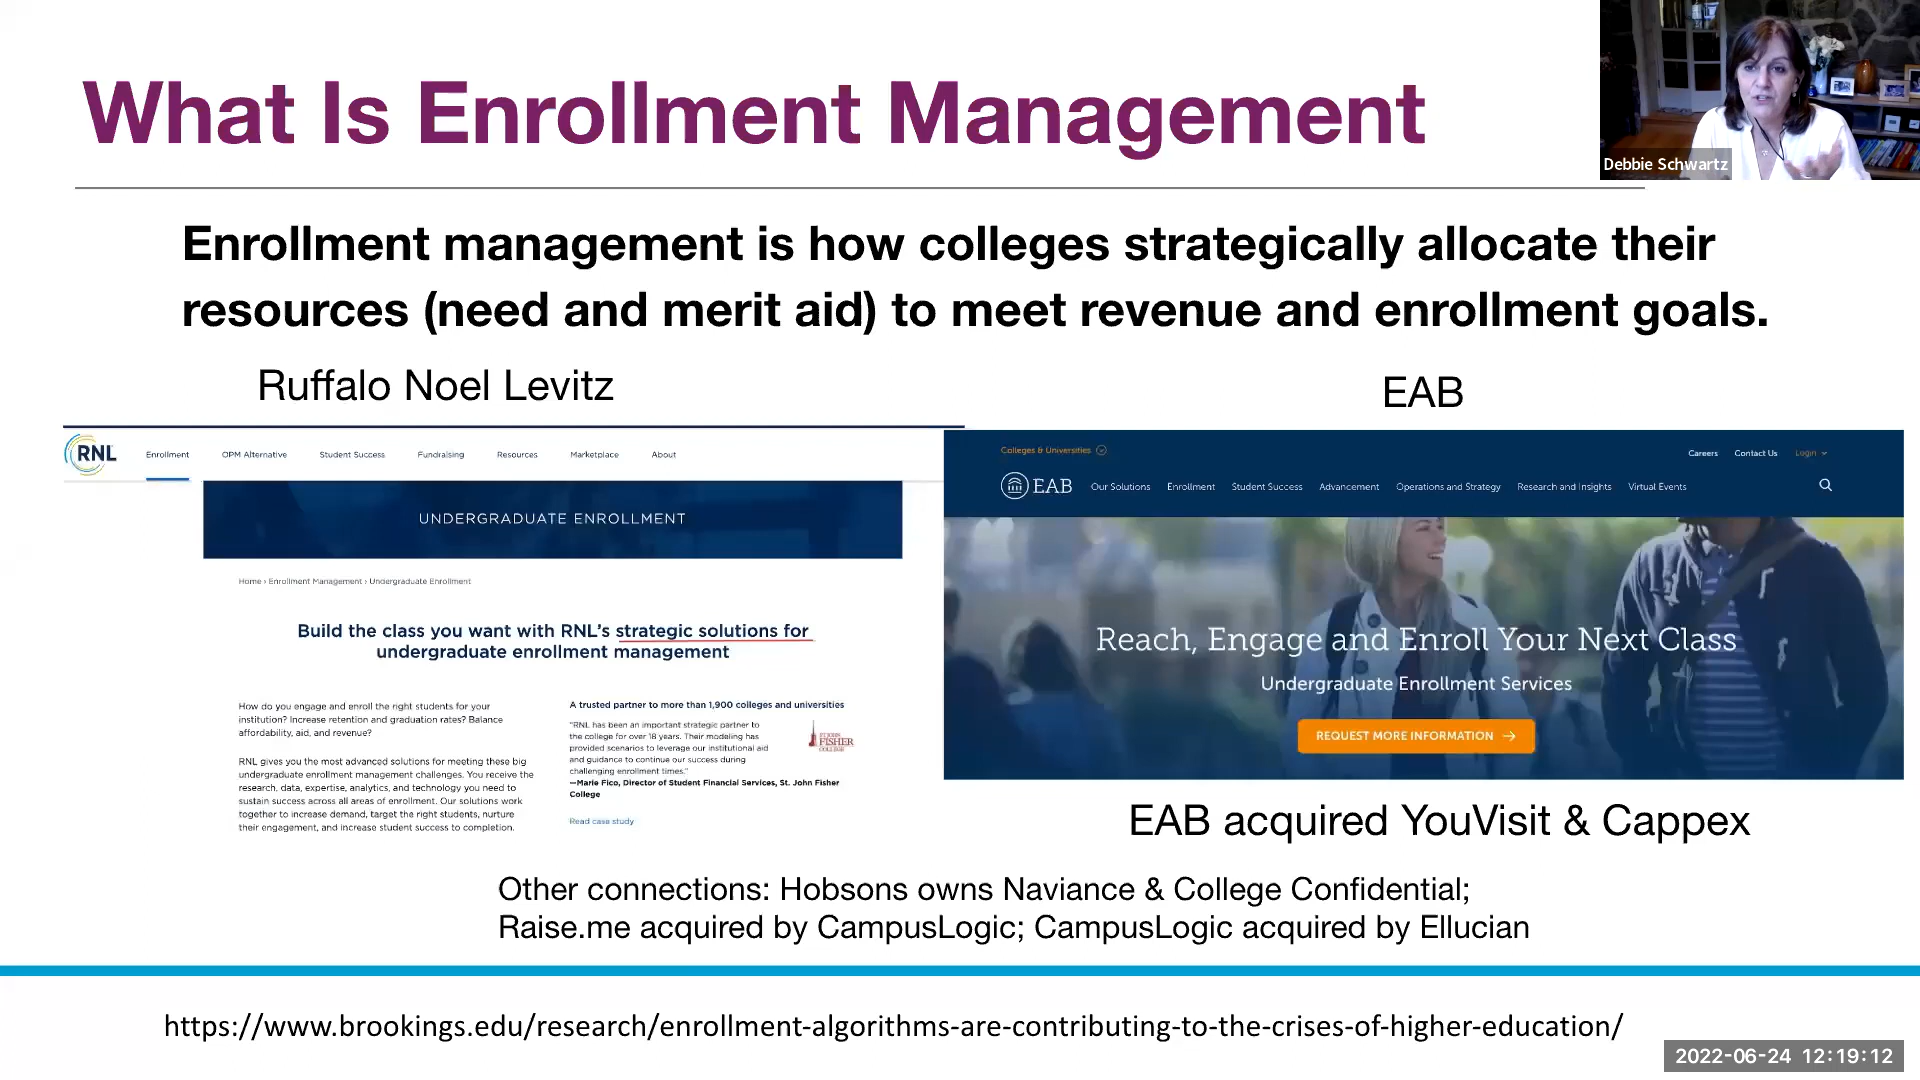 What Is Enrollment Management
Debbie Schwartz
Enrollment management is how colleges strategically allocate their
resources (need and merit aid) to meet revenue and enrollment goals.
Ruffalo Noel Levitz
RNL
Enrollment
OPM Alternative
Student Success
Fundraising
Resources
Marketplace
About
UNDERGRADUATE ENROLLMENT
Home › Enrollment Management › Undergraduate Enrollment
Build the class you want with RNL's strategic solutions for
undergraduate enrollment management
How do you engage and enroll the right students for your
institution? Increase retention and graduation rates? Balance
affordability, aid, and revenue?
RNL gives you the most advanced solutions for meeting these big
undergraduate enrollment management challenges. You receive the
research, data, expertise, analytics, and technology you need to
sustain success across all areas of enrollment. Our solutions work
together to increase demand, target the right students, nurture
their engagement, and increase student success to completion.
A trusted partner to more than 1,900 colleges and universities
"RNL has been an important strategic partner to
the college for over 18 years. Their modeling has
provided scenarios to leverage our institutional aid
and guidance to continue our success during
challenging enrollment times."
—Marie Fico, Director of Student Financial Services, St. John Fisher
College
ST. JOHN
FISHER
COLLEGE
Read case study
EAB
Colleges & Universities
Careers
Contact Us
Login
EAB
Our Solutions
Enrollment
Student Success
Advancement
Operations and Strategy
Research and Insights
Virtual Events
Reach, Engage and Enroll Your Next Class
Undergraduate Enrollment Services
REQUEST MORE INFORMATION →
EAB acquired YouVisit & Cappex
Other connections: Hobsons owns Naviance & College Confidential;
Raise.me acquired by CampusLogic; CampusLogic acquired by Ellucian
https://www.brookings.edu/research/enrollment-algorithms-are-contributing-to-the-crises-of-higher-education/
2022-06-24 12:19:12